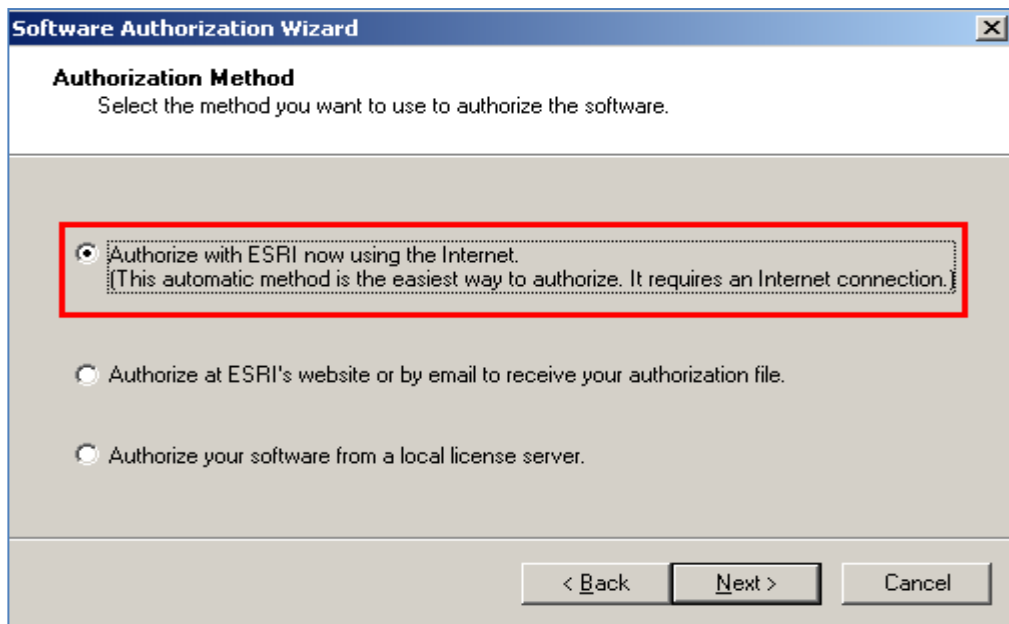 Software Authorization Wizard
Authorization Method
Select the method you want to use to authorize the software.
Authorize with ESRI now using the Internet.
(This automatic method is the easiest way to authorize. It requires an Internet connection.)
Authorize at ESRI's website or by email to receive your authorization file.
Authorize your software from a local license server.
< Back Next > Cancel